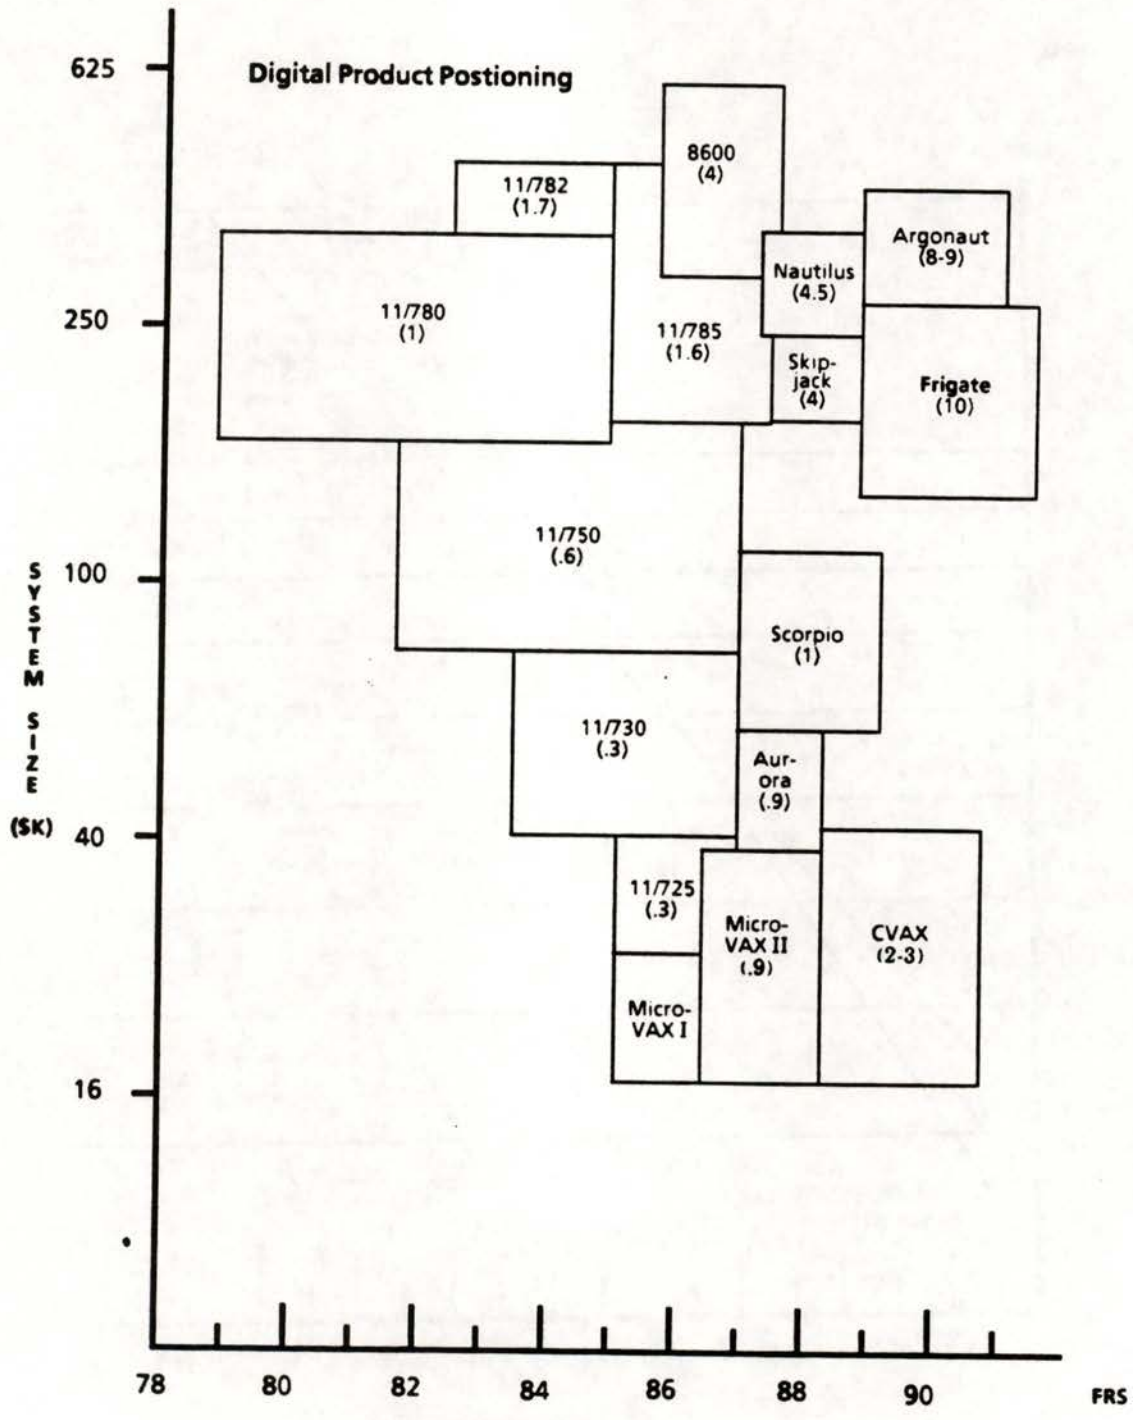 625
Digital Product Postioning
8600
(4)
11/782
(1.7)
Argonaut
(8-9)
Nautilus
(4.5)
11/780
(1)
250
11/785
(1.6)
Skip-
jack
(4)
Frigate
(10)
11/750
(.6)
100
SYSTEM SIZE
($K)
Scorpio
(1)
11/730
(.3)
Aur-
ora
(.9)
40
11/725
(.3)
Micro-
VAX II
(.9)
CVAX
(2-3)
Micro-
VAX I
16
78 80 82 84 86 88 90 FRS